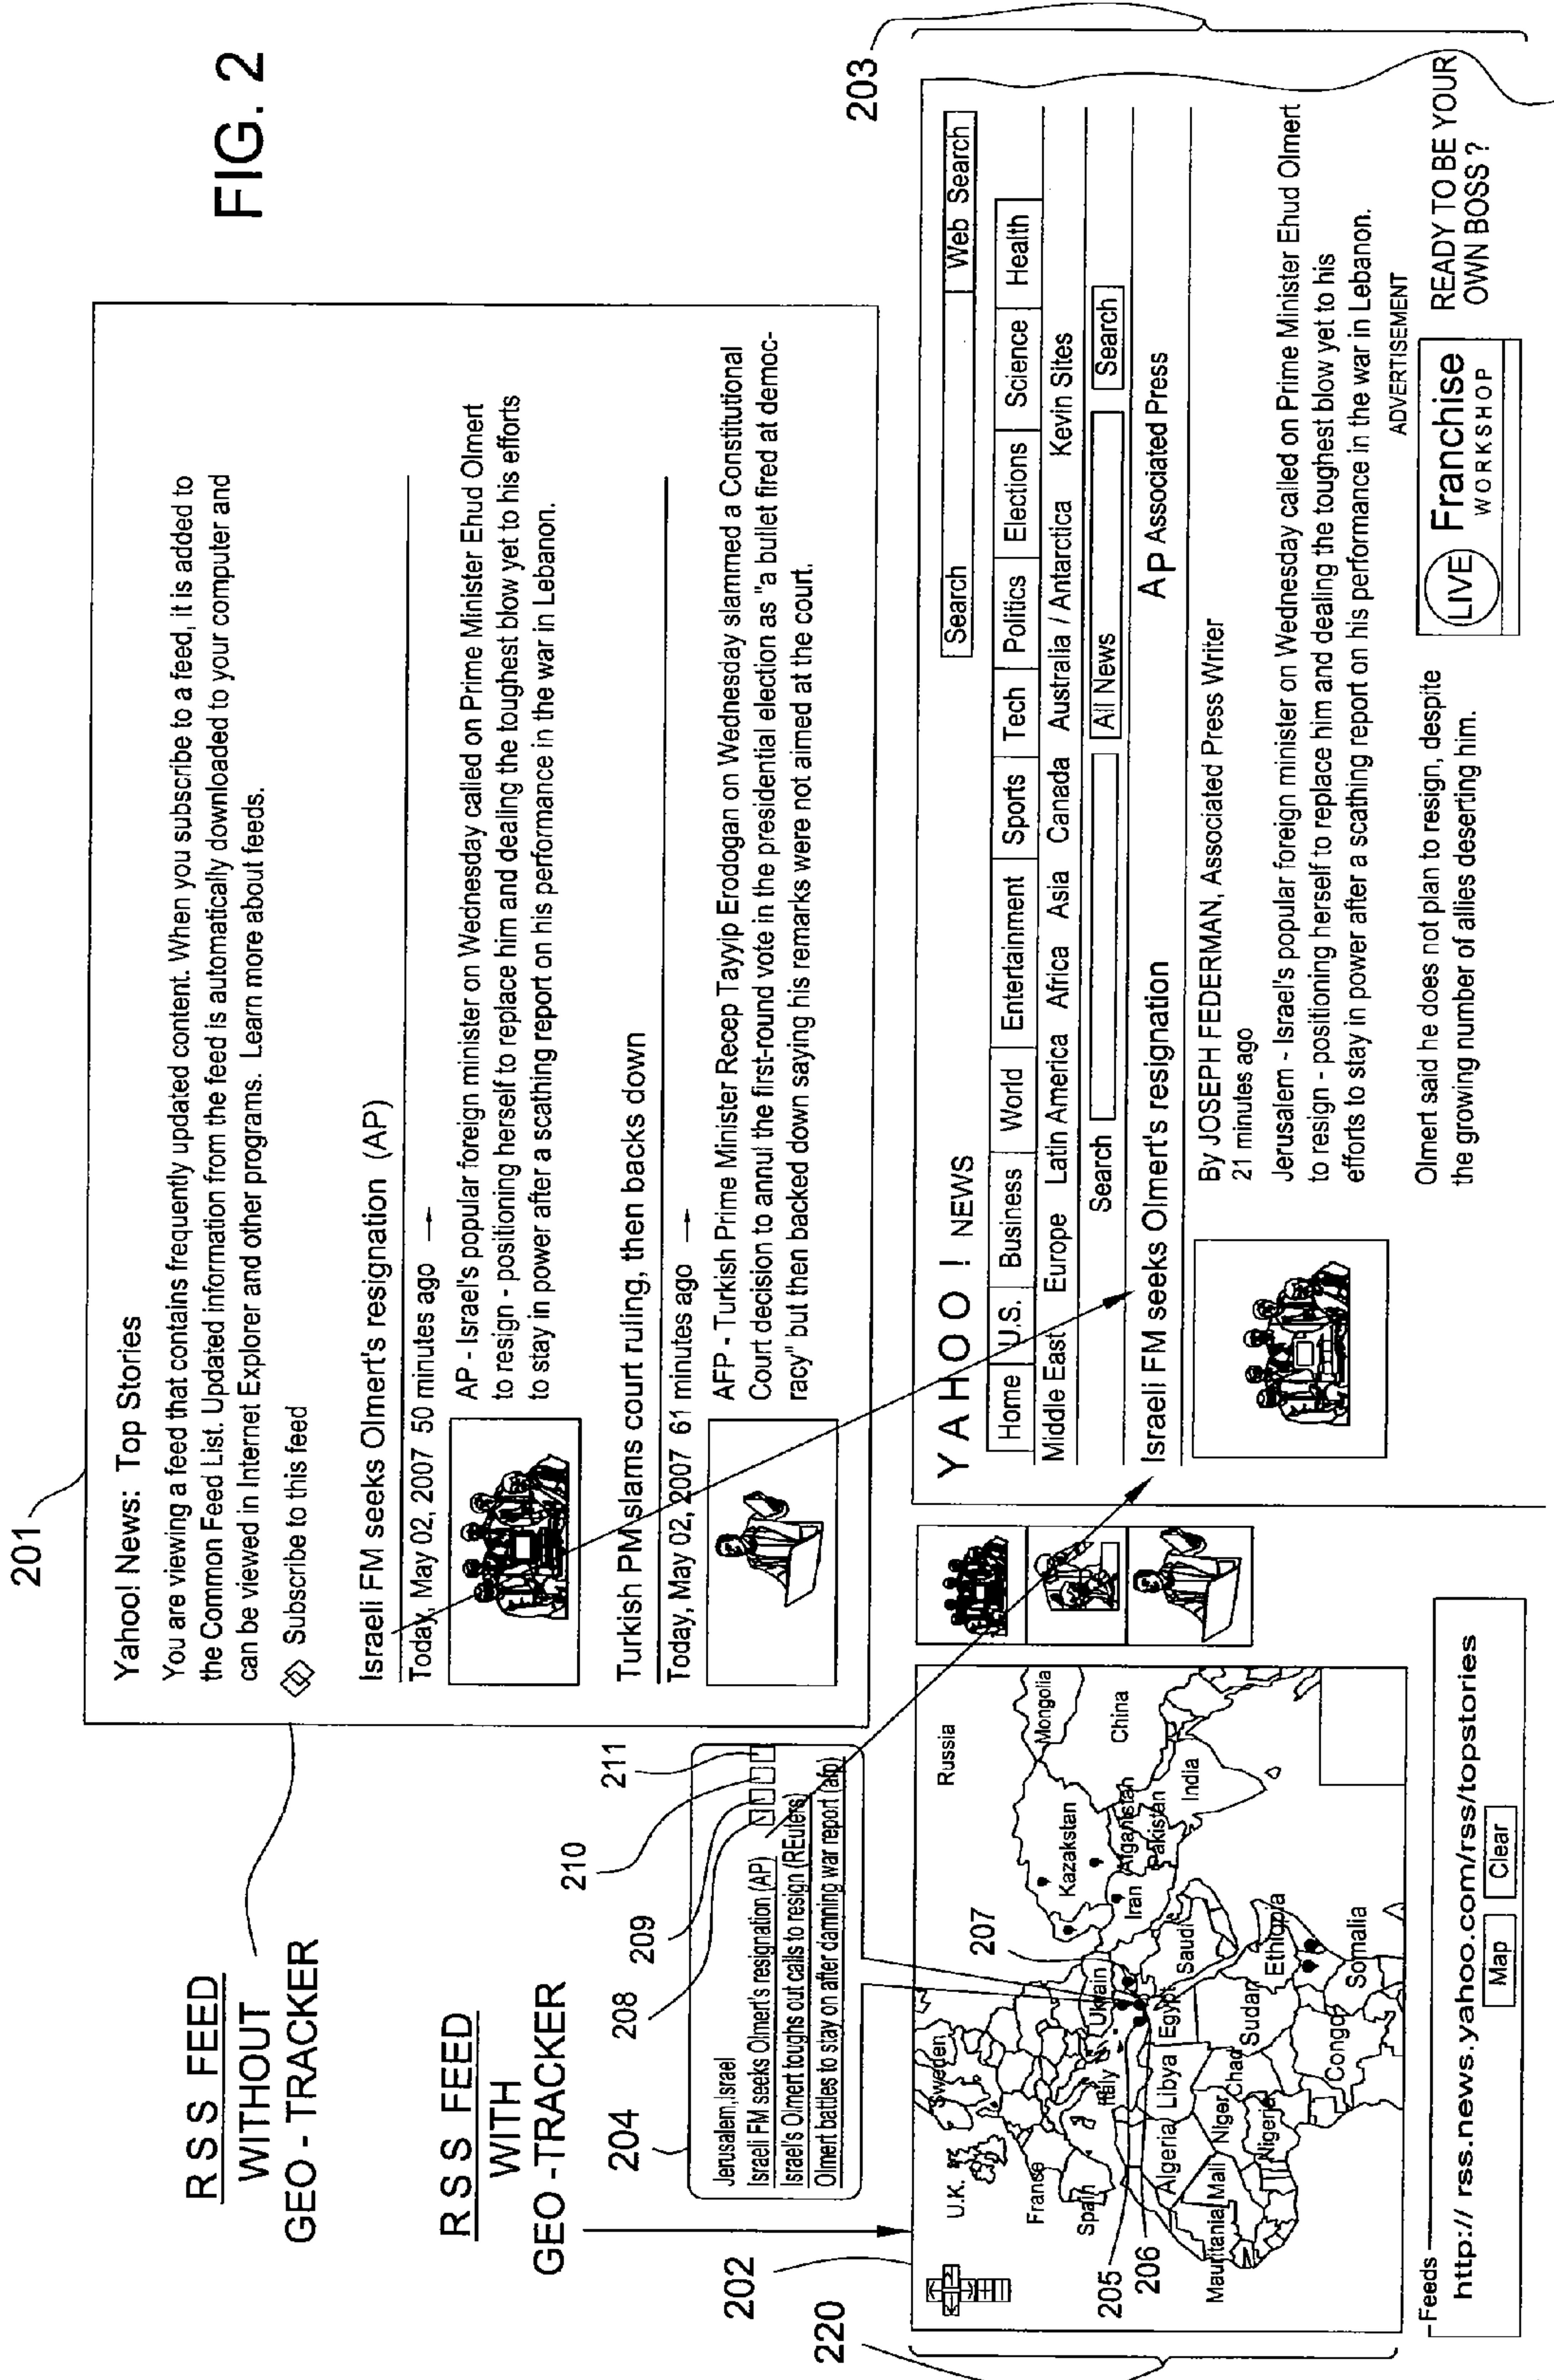 FIG. 2
201
RSS FEED
WITHOUT
GEO - TRACKER
Yahoo! News: Top Stories
You are viewing a feed that contains frequently updated content. When you subscribe to a feed, it is added to
the Common Feed List. Updated information from the feed is automatically downloaded to your computer and
can be viewed in Internet Explorer and other programs. Learn more about feeds.
Subscribe to this feed
Israeli FM seeks Olmert's resignation (AP)
Today, May 02, 2007 50 minutes ago →
AP - Israel's popular foreign minister on Wednesday called on Prime Minister Ehud Olmert
to resign - positioning herself to replace him and dealing the toughest blow yet to his efforts
to stay in power after a scathing report on his performance in the war in Lebanon.
Turkish PM slams court ruling, then backs down
Today, May 02, 2007 61 minutes ago →
AFP - Turkish Prime Minister Recep Tayyip Erodogan on Wednesday slammed a Constitutional
Court decision to annul the first-round vote in the presidential election as "a bullet fired at democ-
racy" but then backed down saying his remarks were not aimed at the court.
RSS FEED
WITH
GEO -TRACKER
204
208
209
210
211
Jerusalem,Israel
Israeli FM seeks Olmert's resignation (AP)
Israel's Olmert toughs out calls to resign (REuters)
Olmert battles to stay on after damning war report (afp)
202
220
205
206
207
Sweden
U.K.
France
Spain
Italy
Ukrain
Russia
Kazakstan
Mongolia
China
Afganistan
Pakistan
India
Iran
Saudi
Egypt
Libya
Algeria
Mauritania
Mali
Niger
Chad
Sudan
Nigeria
Ethiopia
Somalia
Congo
Feeds
http:// rss.news.yahoo.com/rss/topstories
Map
Clear
203
YAHOO! NEWS
Search
Web Search
Home U.S. Business World Entertainment Sports Tech Politics Elections Science Health
Middle East Europe Latin America Africa Asia Canada Australia / Antarctica Kevin Sites
Search All News Search
Israeli FM seeks Olmert's resignation
AP Associated Press
By JOSEPH FEDERMAN, Associated Press Writer
21 minutes ago
Jerusalem - Israel's popular foreign minister on Wednesday called on Prime Minister Ehud Olmert
to resign - positioning herself to replace him and dealing the toughest blow yet to his
efforts to stay in power after a scathing report on his performance in the war in Lebanon.
Olmert said he does not plan to resign, despite
the growing number of allies deserting him.
ADVERTISEMENT
LIVE Franchise
WORKSHOP
READY TO BE YOUR
OWN BOSS ?